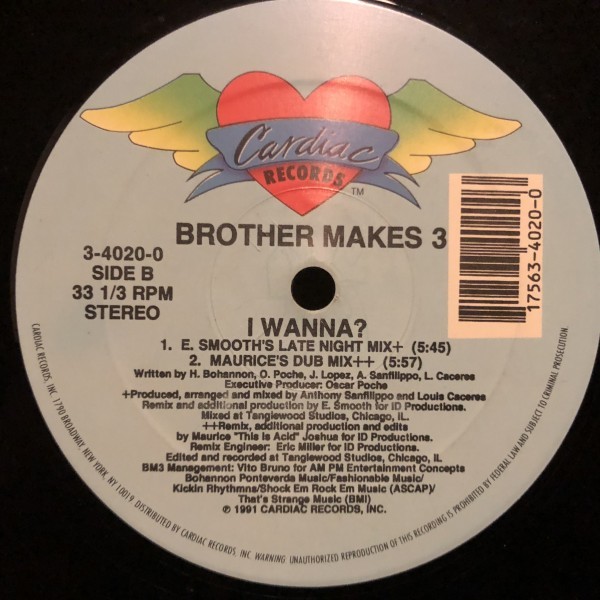 Cardiac
RECORDS
TM
BROTHER MAKES 3
3-4020-0
SIDE B
33 1/3 RPM
STEREO
17563-4020-0
I WANNA?
1. E. SMOOTH'S LATE NIGHT MIX+ (5:45)
2. MAURICE'S DUB MIX++ (5:57)
Written by H. Bohannon, O. Poche, J. Lopez, A. Sanfilippo, L. Caceres
Executive Producer: Oscar Poche
+Produced, arranged and mixed by Anthony Sanfilippo and Louis Caceres
Remix and additional production by E. Smooth for ID Productions.
Mixed at Tanglewood Studios, Chicago, IL.
++Remix, additional production and edits
by Maurice "This is Acid" Joshua for ID Productions.
Remix Engineer: Eric Miller for ID Productions.
Edited and recorded at Tanglewood Studios, Chicago, IL
BM3 Management: Vito Bruno for AM PM Entertainment Concepts
Bohannon Ponteverda Music/Fashionable Music/
Kickin Rhythmns/Shock Em Rock Em Music (ASCAP)/
That's Strange Music (BMI)
℗ 1991 CARDIAC RECORDS, INC.
CARDIAC RECORDS, INC. 1790 BROADWAY, NEW YORK, NY 10019 DISTRIBUTED BY CARDIAC RECORDS, INC. WARNING: UNAUTHORIZED REPRODUCTION OF THIS RECORDING IS PROHIBITED BY FEDERAL LAW AND SUBJECT TO CRIMINAL PROSECUTION.